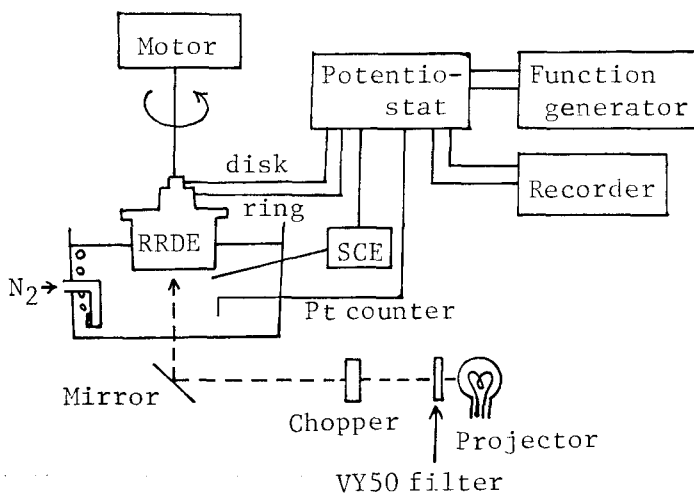 Motor
Potentio-
stat
Function
generator
disk
ring
Recorder
RRDE
SCE
N2
Pt counter
Mirror
Chopper
Projector
VY50 filter